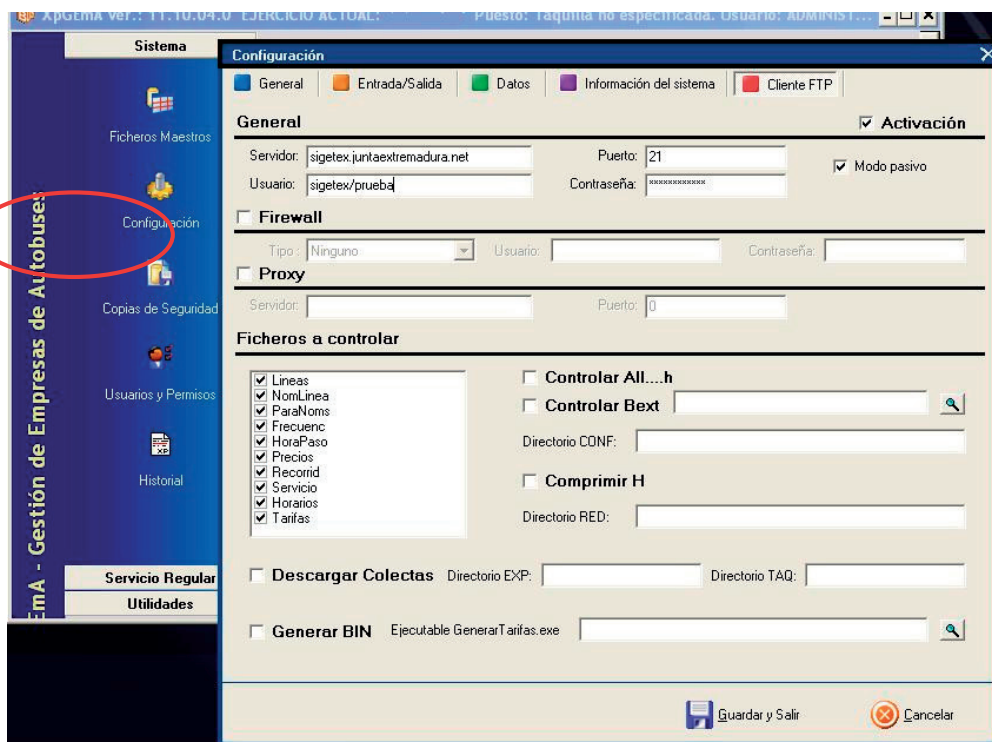 XpGEmA Ver.: 11.10.04.0 EJERCICIO ACTUAL: Puesto: Taquilla no especificada. Usuario: ADMINIST...
Sistema
Ficheros Maestros
Configuración
Copias de Seguridad
Usuarios y Permisos
Historial
Servicio Regular
Utilidades
EmA - Gestión de Empresas de Autobuses
Configuración
General Entrada/Salida Datos Información del sistema Cliente FTP
General Activación
Servidor: sigetex.juntaextremadura.net Puerto: 21 Modo pasivo
Usuario: sigetex/prueba Contraseña: ************
Firewall
Tipo: Ninguno Usuario: Contraseña:
Proxy
Servidor: Puerto: 0
Ficheros a controlar
Lineas
NomLinea
ParaNoms
Frecuenc
HoraPaso
Precios
Recorrid
Servicio
Horarios
Tarifas
Controlar All....h
Controlar Bext
Directorio CONF:
Comprimir H
Directorio RED:
Descargar Colectas Directorio EXP: Directorio TAQ:
Generar BIN Ejecutable GenerarTarifas.exe
Guardar y Salir Cancelar